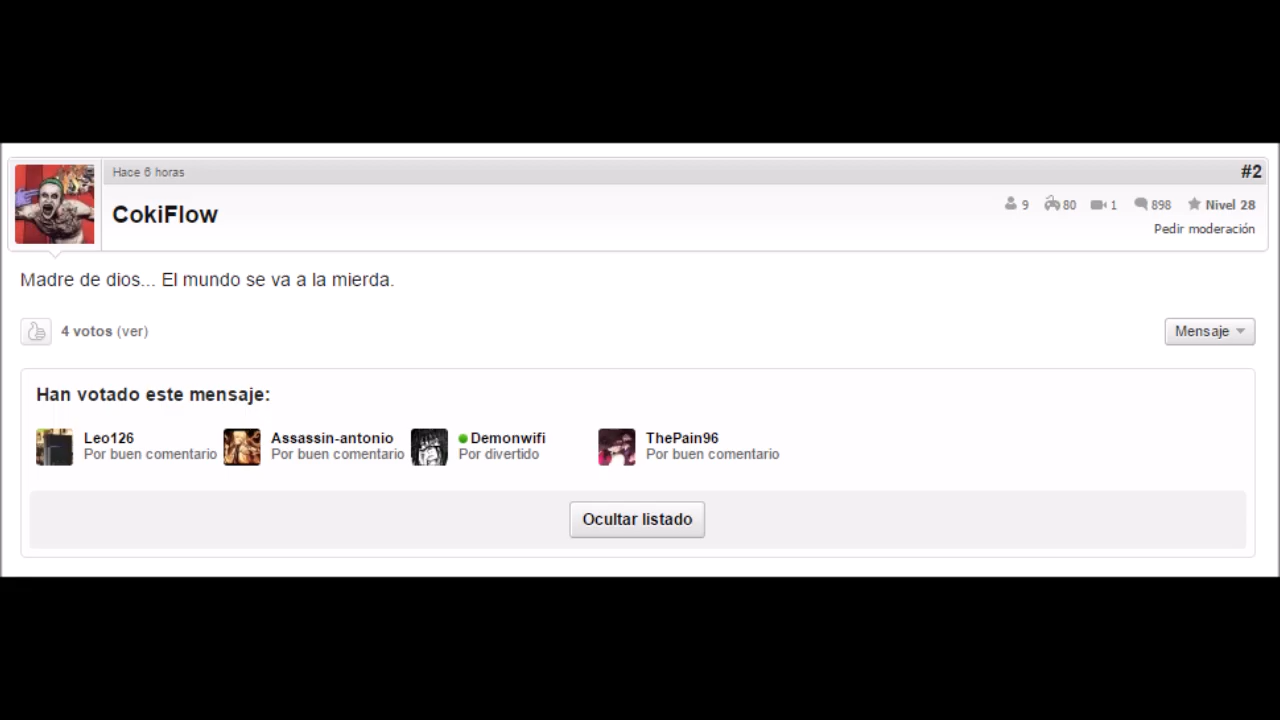 Hace 6 horas #2
CokiFlow
9 80 1 898 Nivel 28
Pedir moderación
Madre de dios... El mundo se va a la mierda.
4 votos (ver) Mensaje
Han votado este mensaje:
Leo126 Assassin-antonio Demonwifi ThePain96
Por buen comentario Por buen comentario Por divertido Por buen comentario
Ocultar listado